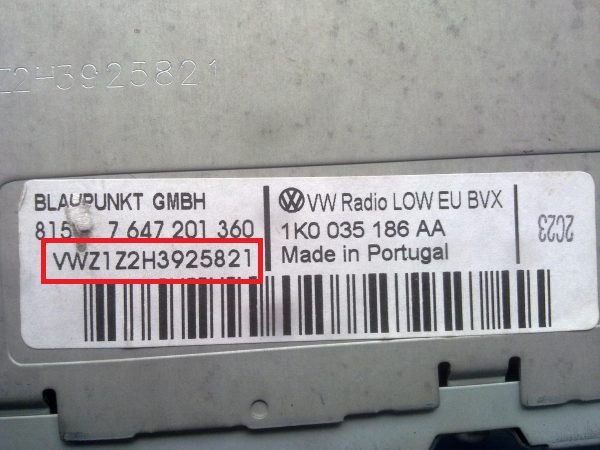 Z2H3925821
BLAUPUNKT GMBH
815 7 647 201 360
VWZ1Z2H3925821
VW Radio LOW EU BVX
1K0 035 186 AA
Made in Portugal
2C23